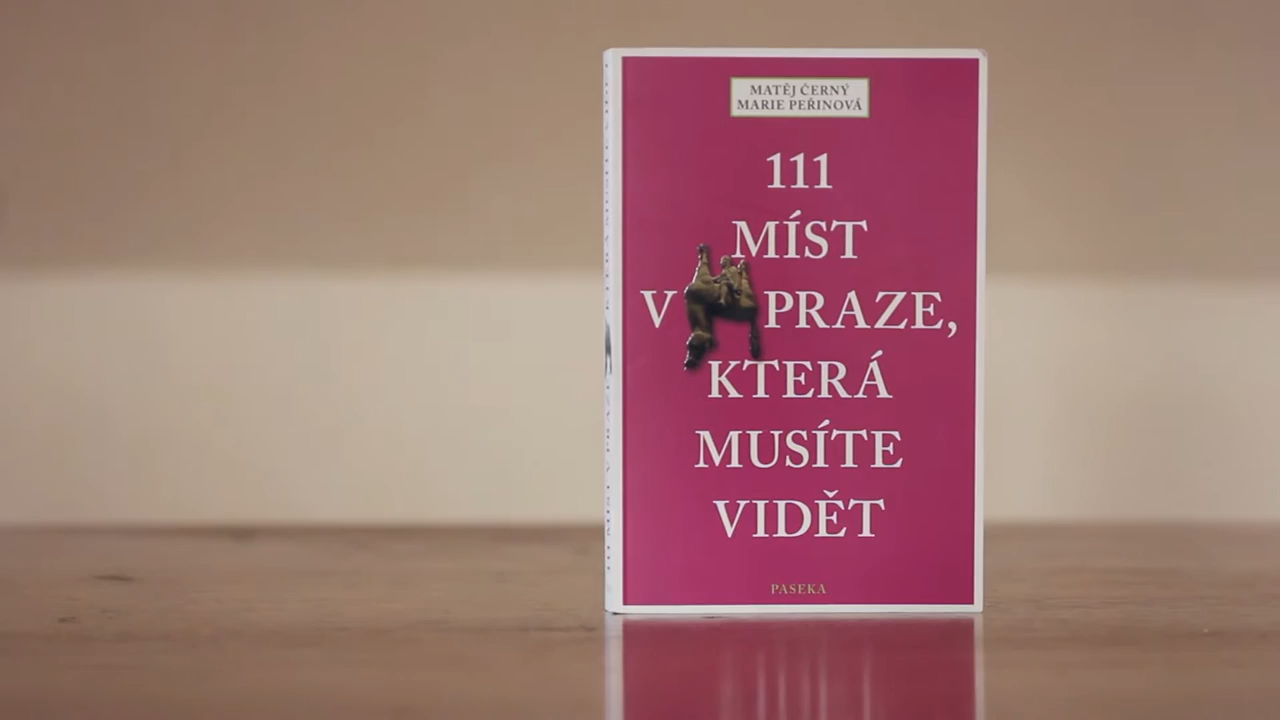 MATĚJ ČERNÝ
MARIE PEŘINOVÁ
111
MÍST
V PRAZE,
KTERÁ
MUSÍTE
VIDĚT
PASEKA